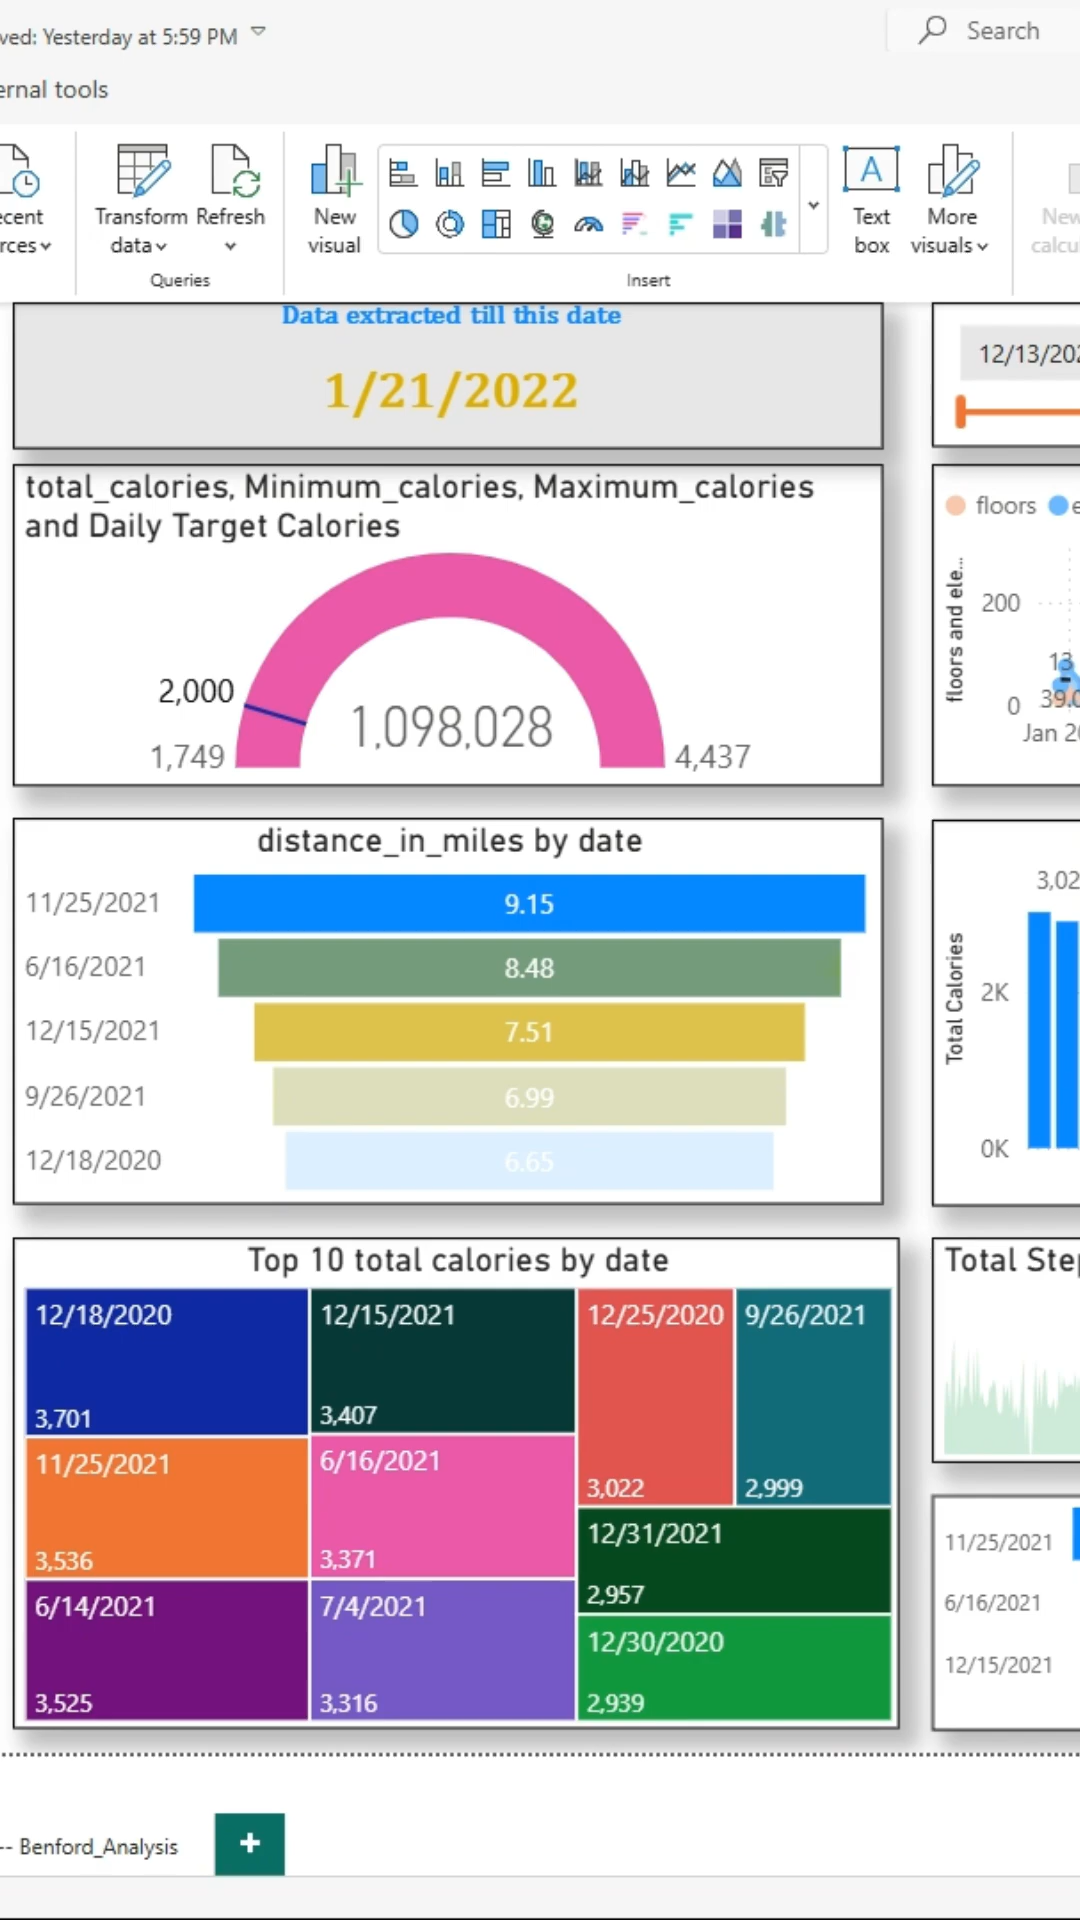 ved: Yesterday at 5:59 PM
Search
ernal tools
ecent
rces
Transform
data
Refresh
Queries
New
visual
Insert
A
Text
box
More
visuals
New
calcu
Data extracted till this date
1/21/2022
12/13/202
total_calories, Minimum_calories, Maximum_calories
and Daily Target Calories
2,000
1,749
1,098,028
4,437
floors e
floors and ele...
200
0
13
39.0
Jan 20
distance_in_miles by date
11/25/2021 9.15
6/16/2021 8.48
12/15/2021 7.51
9/26/2021 6.99
12/18/2020 6.65
3,02
Total Calories
2K
0K
Top 10 total calories by date
12/18/2020
3,701
11/25/2021
3,536
6/14/2021
3,525
12/15/2021
3,407
6/16/2021
3,371
7/4/2021
3,316
12/25/2020
3,022
9/26/2021
2,999
12/31/2021
2,957
12/30/2020
2,939
Total Step
11/25/2021
6/16/2021
12/15/2021
-- Benford_Analysis
+